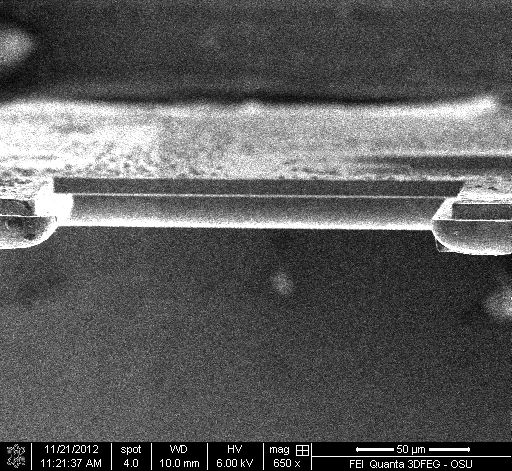 11/21/2012 spot WD HV mag 50 µm
11:21:37 AM 4.0 10.0 mm 6.00 kV 650 x FEI Quanta 3DFEG - OSU